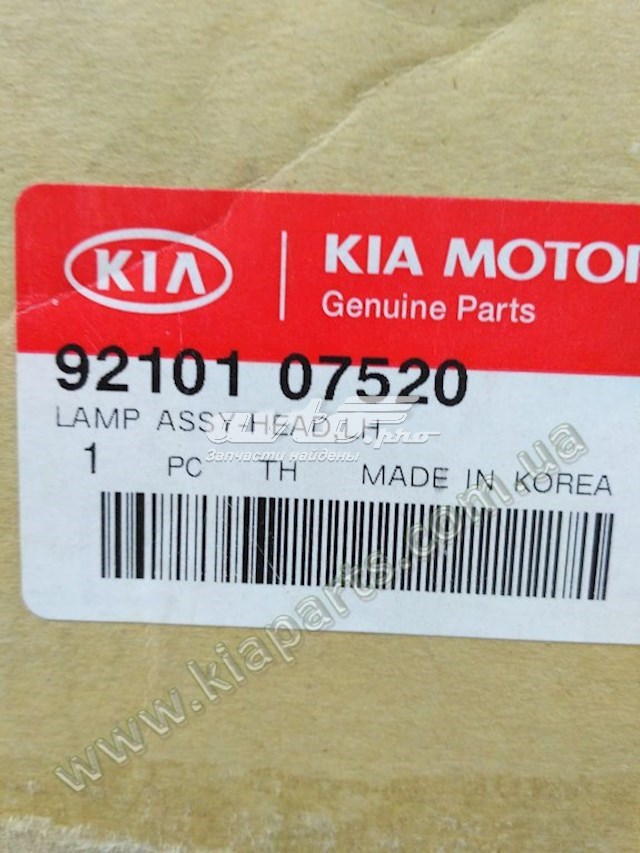 KIA
KIA MOTOR
Genuine Parts
92101 07520
LAMP ASSY-HEAD LH
Запчасти найдены
1 PC TH MADE IN KOREA
www.kiaparts.com.ua